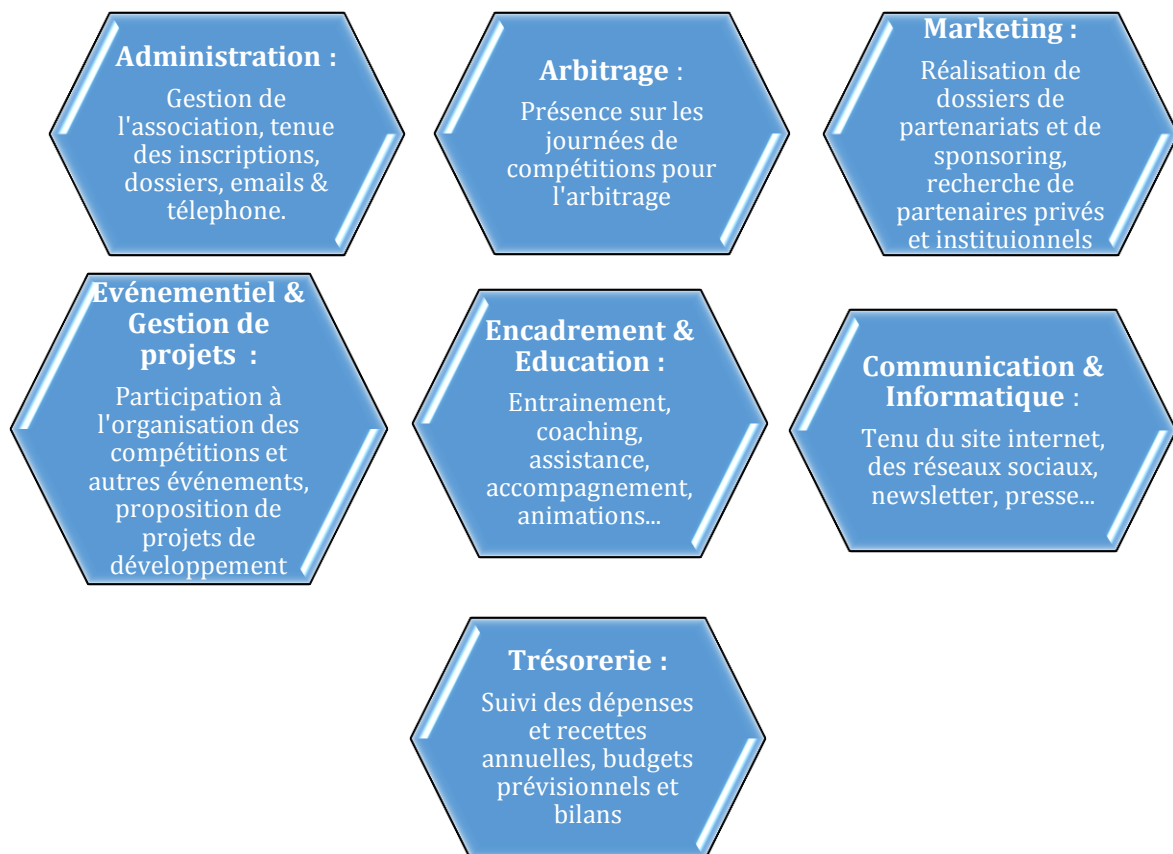 Administration :
Gestion de
l'association, tenue
des inscriptions,
dossiers, emails &
télephone.
Arbitrage :
Présence sur les
journées de
compétitions pour
l'arbitrage
Marketing :
Réalisation de
dossiers de
partenariats et de
sponsoring,
recherche de
partenaires privés
et instituionnels
Evénementiel &
Gestion de
projets :
Participation à
l'organisation des
compétitions et
autres événements,
proposition de
projets de
développement
Encadrement &
Education :
Entrainement,
coaching,
assistance,
accompagnement,
animations...
Communication &
Informatique :
Tenu du site internet,
des réseaux sociaux,
newsletter, presse...
Trésorerie :
Suivi des dépenses
et recettes
annuelles, budgets
prévisionnels et
bilans